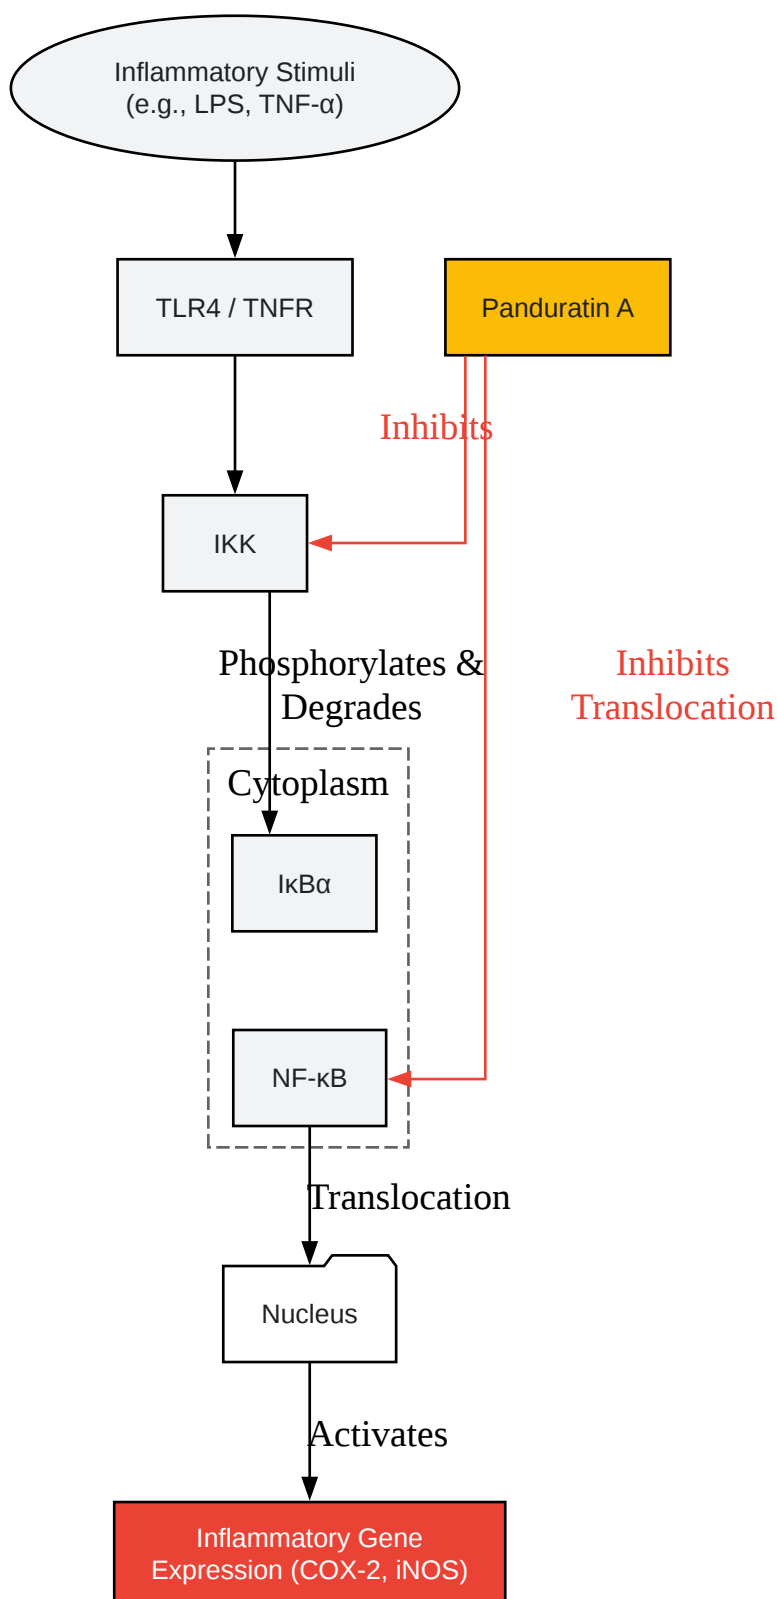 Inflammatory Stimuli
(e.g., LPS, TNF-α)
TLR4 / TNFR
Panduratin A
Inhibits
IKK
Phosphorylates &
Degrades
Inhibits
Translocation
Cytoplasm
IκBα
NF-κB
Translocation
Nucleus
Activates
Inflammatory Gene
Expression (COX-2, iNOS)